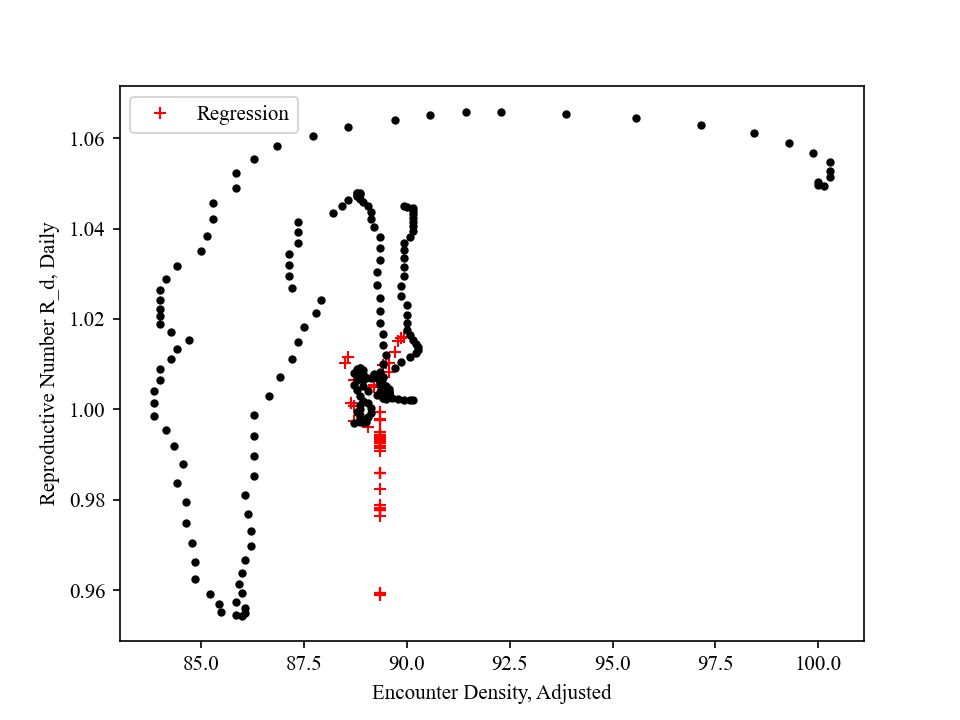 Regression
Reproductive Number R_d, Daily
1.06
1.04
1.02
1.00
0.98
0.96
85.0 87.5 90.0 92.5 95.0 97.5 100.0
Encounter Density, Adjusted